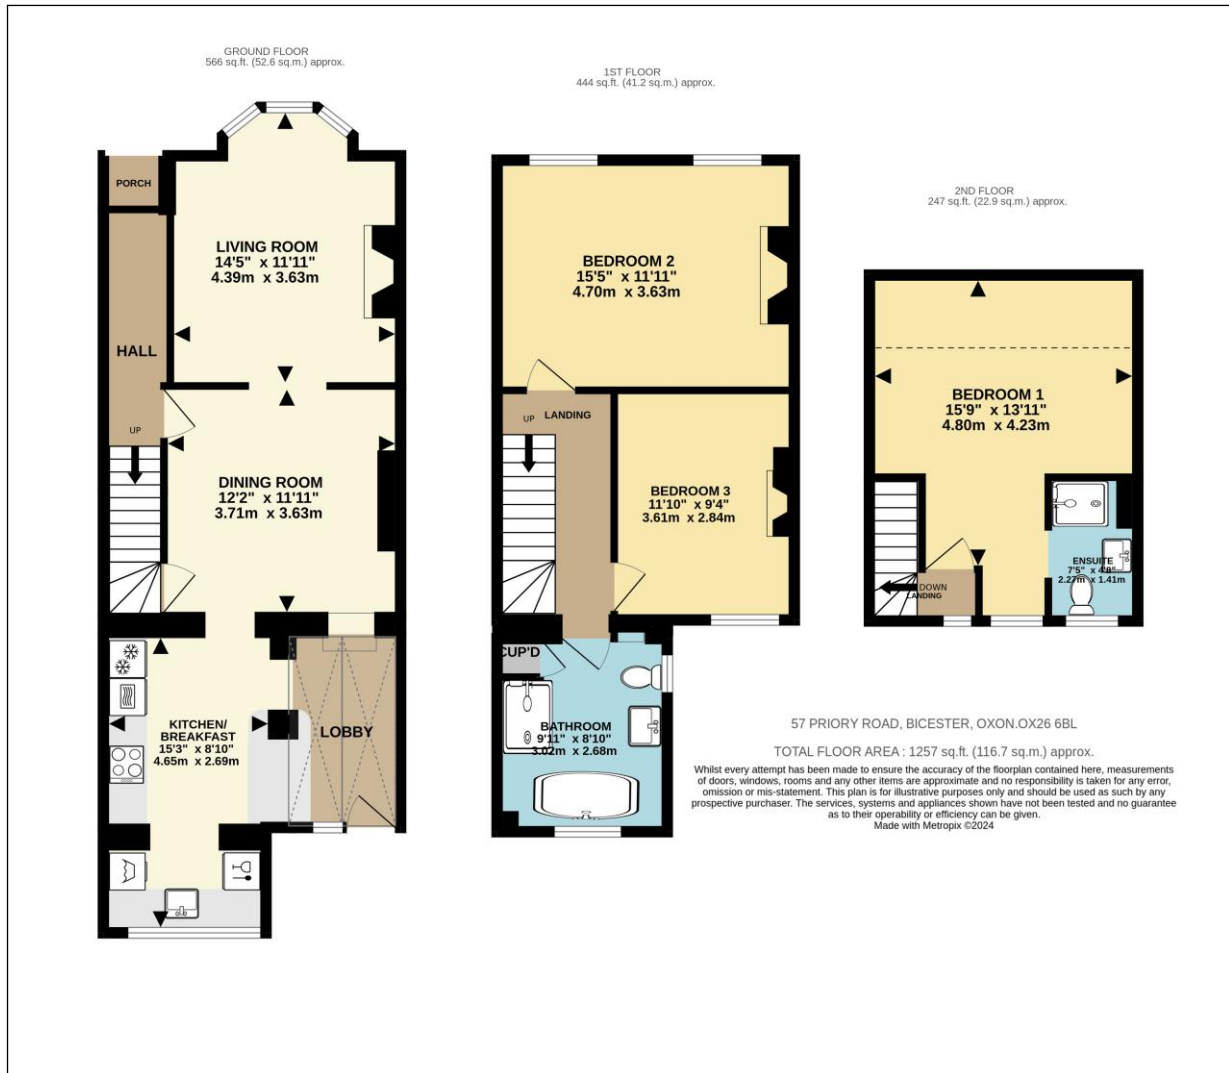 GROUND FLOOR
566 sq.ft. (52.6 sq.m.) approx.
PORCH
LIVING ROOM
14'5" x 11'11"
4.39m x 3.63m
HALL
UP
DINING ROOM
12'2" x 11'11"
3.71m x 3.63m
KITCHEN/
BREAKFAST
15'3" x 8'10"
4.65m x 2.69m
LOBBY
1ST FLOOR
444 sq.ft. (41.2 sq.m.) approx.
BEDROOM 2
15'5" x 11'11"
4.70m x 3.63m
UP
LANDING
BEDROOM 3
11'10" x 9'4"
3.61m x 2.84m
CUP'D
BATHROOM
9'11" x 8'10"
3.02m x 2.68m
2ND FLOOR
247 sq.ft. (22.9 sq.m.) approx.
BEDROOM 1
15'9" x 13'11"
4.80m x 4.23m
ENSUITE
7'5" x 4'8"
2.27m x 1.41m
DOWN
LANDING
57 PRIORY ROAD, BICESTER, OXON.OX26 6BL
TOTAL FLOOR AREA : 1257 sq.ft. (116.7 sq.m.) approx.
Whilst every attempt has been made to ensure the accuracy of the floorplan contained here, measurements
of doors, windows, rooms and any other items are approximate and no responsibility is taken for any error,
omission or mis-statement. This plan is for illustrative purposes only and should be used as such by any
prospective purchaser. The services, systems and appliances shown have not been tested and no guarantee
as to their operability or efficiency can be given.
Made with Metropix ©2024